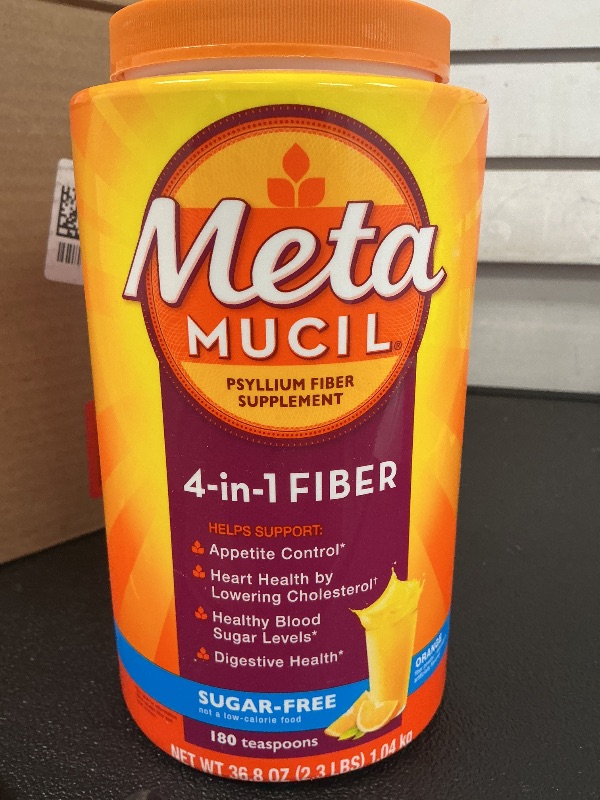 Meta
MUCIL®
PSYLLIUM FIBER
SUPPLEMENT
4-in-1 FIBER
HELPS SUPPORT:
Appetite Control*
Heart Health by
Lowering Cholesterol†
Healthy Blood
Sugar Levels*
Digestive Health*
ORANGE
SUGAR-FREE
not a low-calorie food
180 teaspoons
NET WT 36.8 OZ (2.3 LBS) 1.04 kg